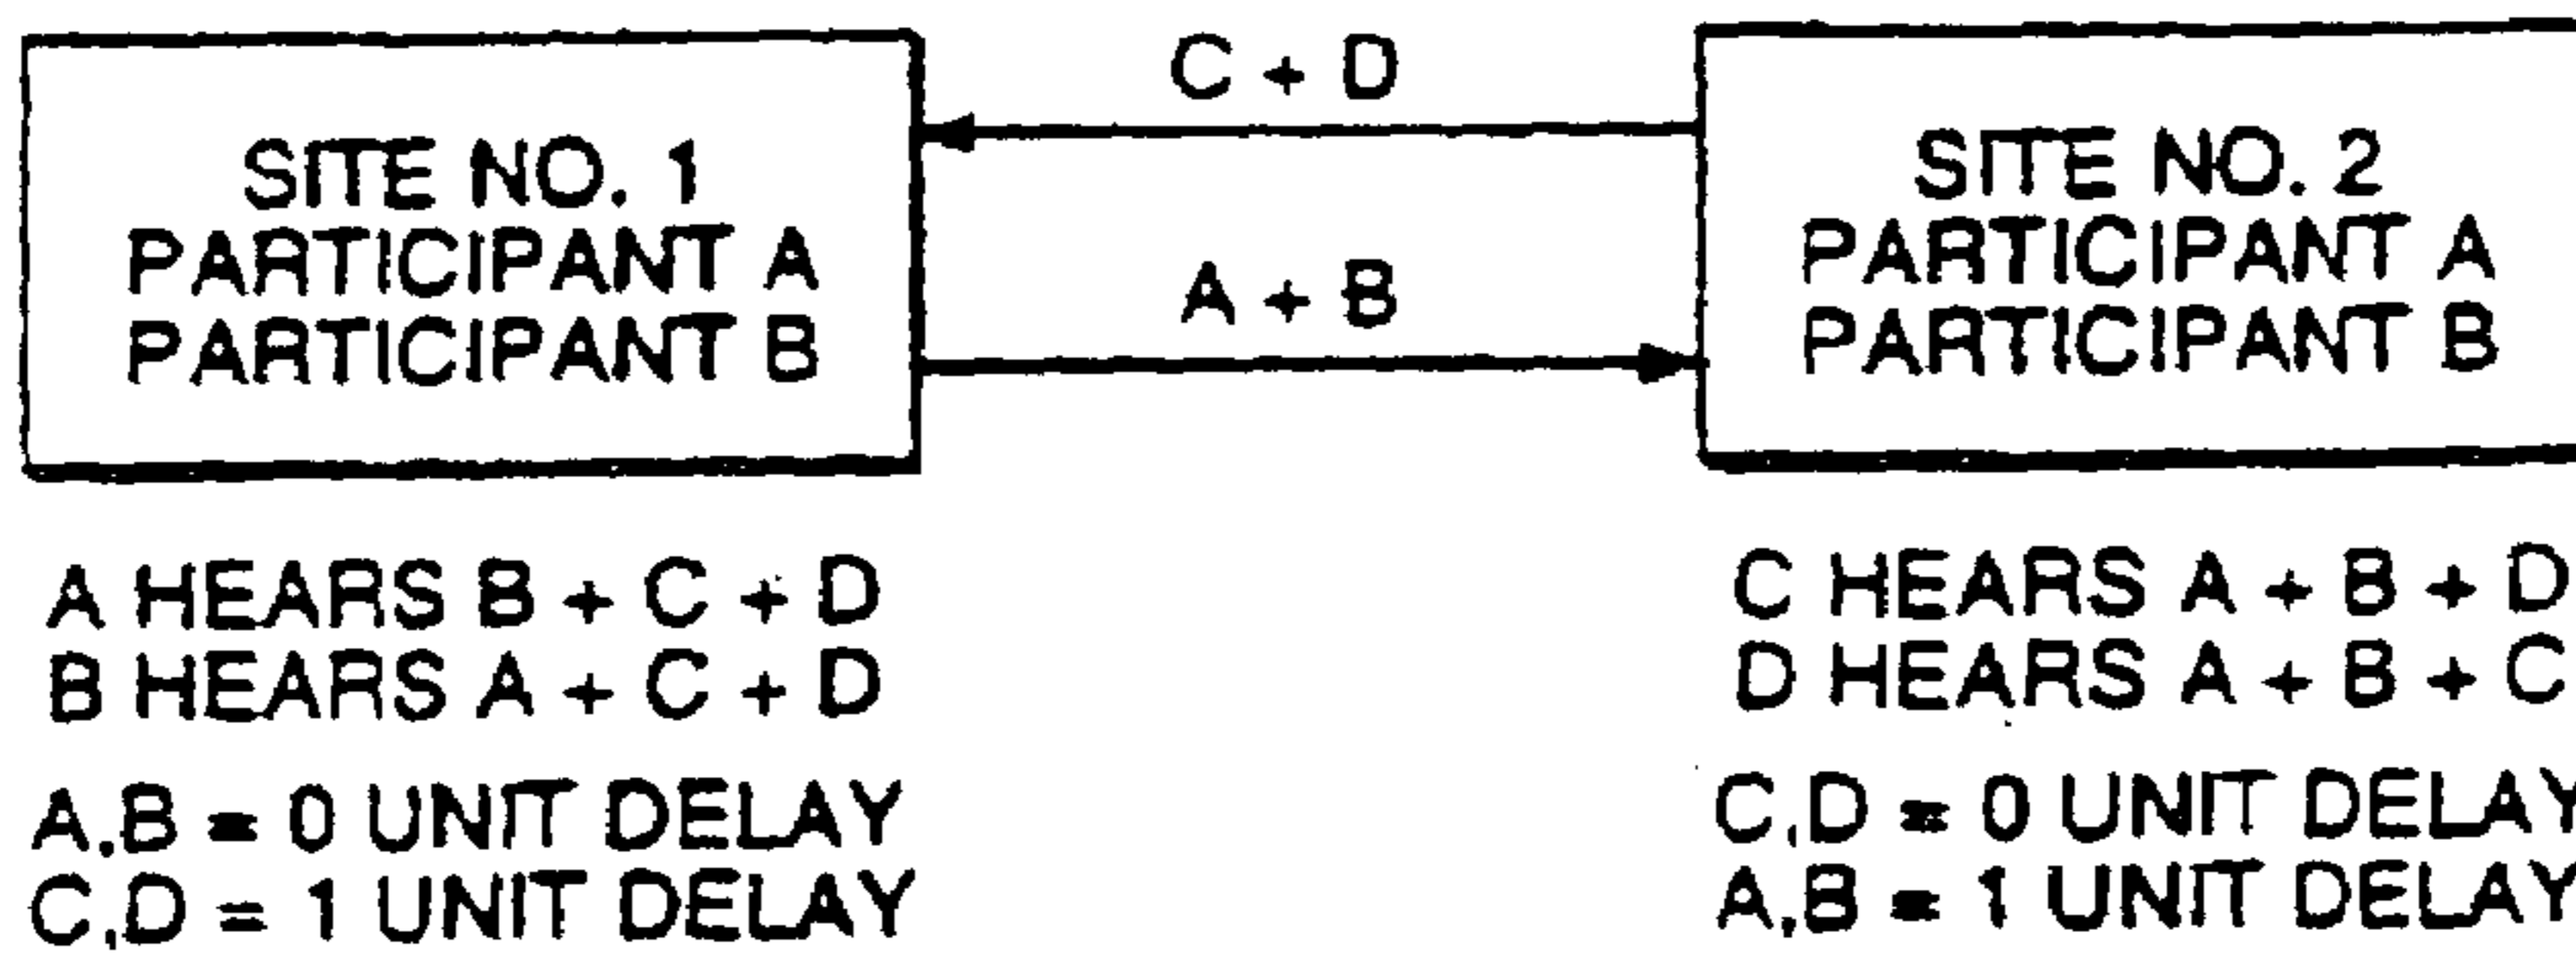 C + D
SITE NO. 1
PARTICIPANT A
PARTICIPANT B
A + B
SITE NO. 2
PARTICIPANT A
PARTICIPANT B
A HEARS B + C + D
B HEARS A + C + D
A,B = 0 UNIT DELAY
C,D = 1 UNIT DELAY
C HEARS A + B + D
D HEARS A + B + C
C,D = 0 UNIT DELAY
A,B = 1 UNIT DELAY